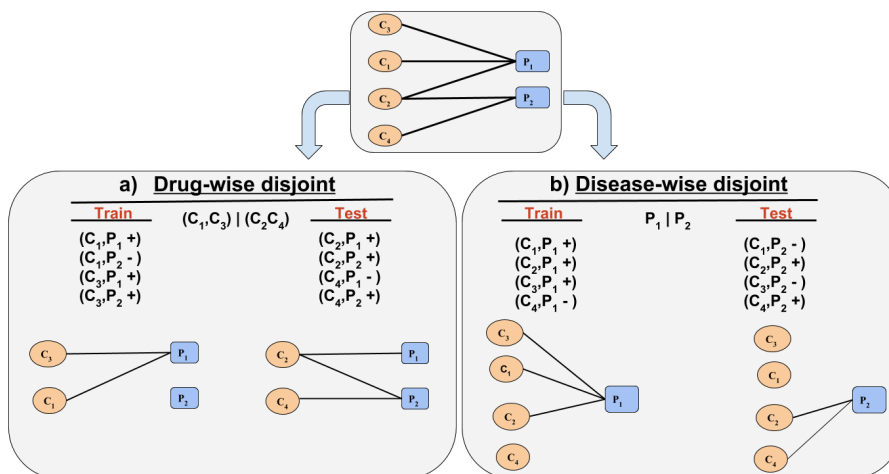 C3
C1
P1
C2
P2
C4
a) Drug-wise disjoint
Train
(C1,C3) | (C2C4)
Test
(C1,P1 +)
(C1,P2 - )
(C3,P1 +)
(C3,P2 +)
(C2,P1 +)
(C2,P2 +)
(C4,P1 - )
(C4,P2 +)
C3
P1
C1
P2
C2
P1
C4
P2
b) Disease-wise disjoint
Train
P1 | P2
Test
(C1,P1 +)
(C2,P1 +)
(C3,P1 +)
(C4,P1 - )
(C1,P2 - )
(C2,P2 +)
(C3,P2 - )
(C4,P2 +)
C3
C1
P1
C2
C4
C3
C1
P2
C2
C4